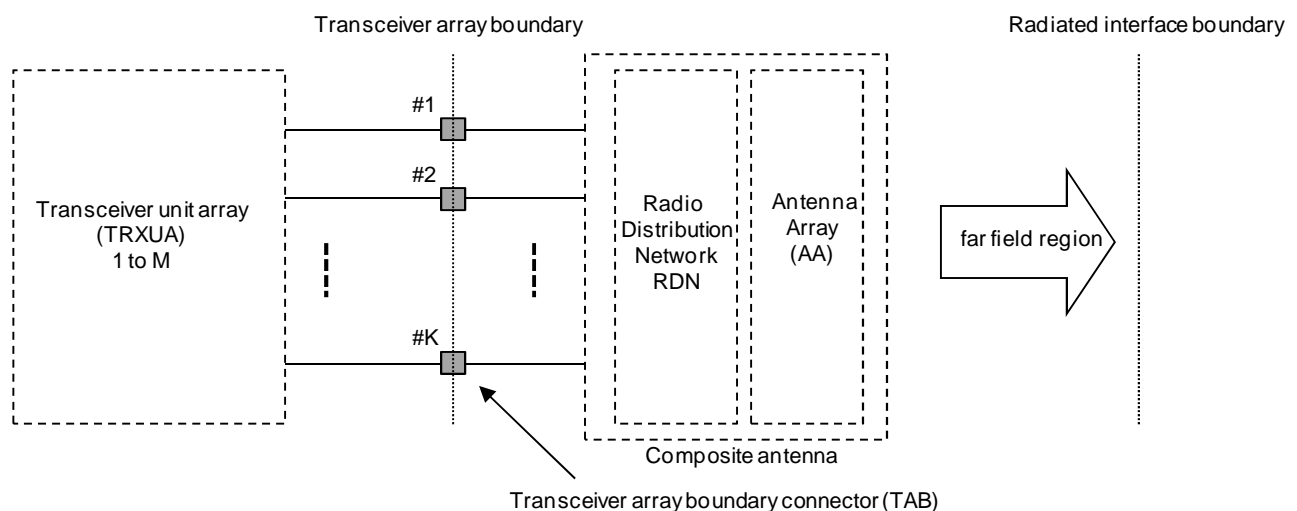 Transceiver array boundary
Radiated interface boundary
#1
#2
Transceiver unit array
(TRXUA)
1 to M
Radio
Distribution
Network
RDN
Antenna
Array
(AA)
far field region
#K
Composite antenna
Transceiver array boundary connector (TAB)